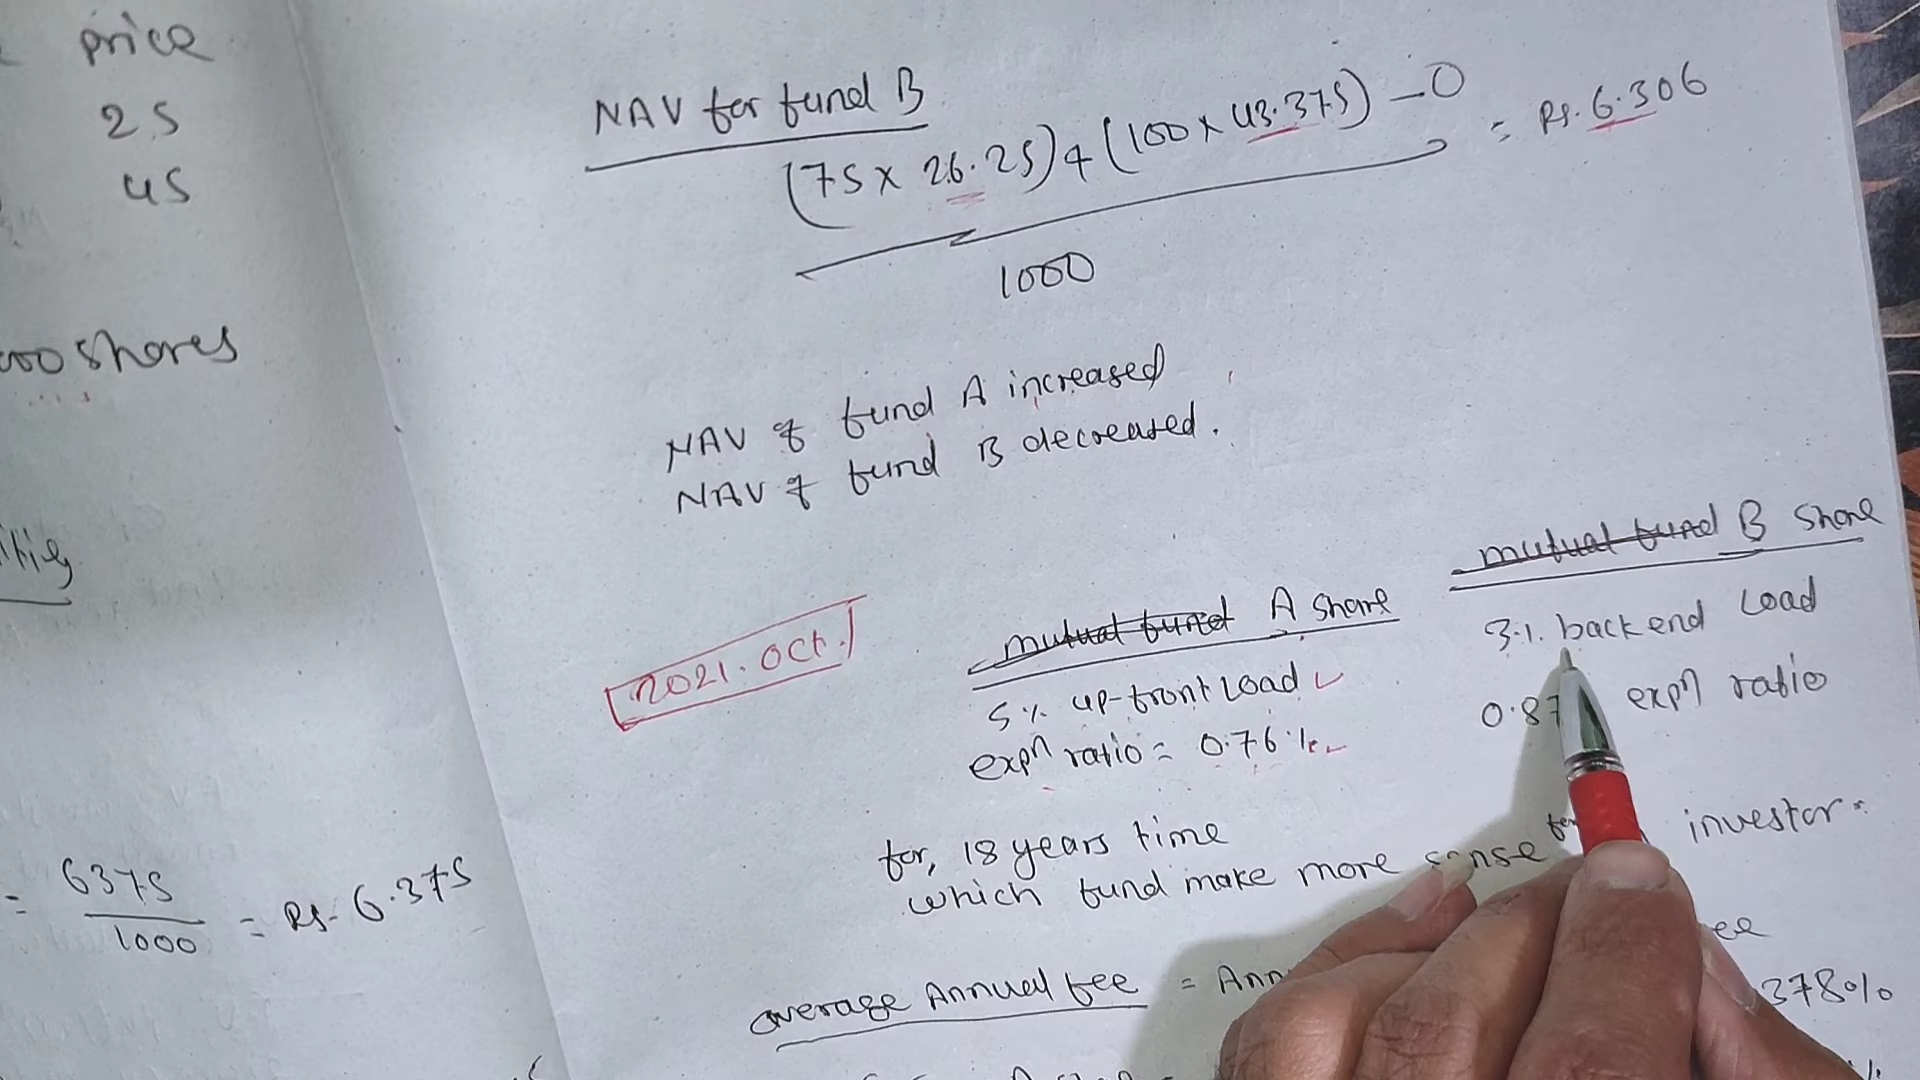 price
25
45
shares
= 6375 / 1000 = Rs. 6.375
NAV for fund B
(75 x 26.25) + (100 x 43.375) - 0 = Rs. 6.306
1000
NAV of fund A increased
NAV of fund B decreased.
2021. Oct.
mutual fund A share
5% up-front Load
expn ratio = 0.76%
mutual fund B share
3%. backend Load
0.87 expn ratio
for, 18 years time
which fund make more sense investor.
average Annual fee = Ann
378%